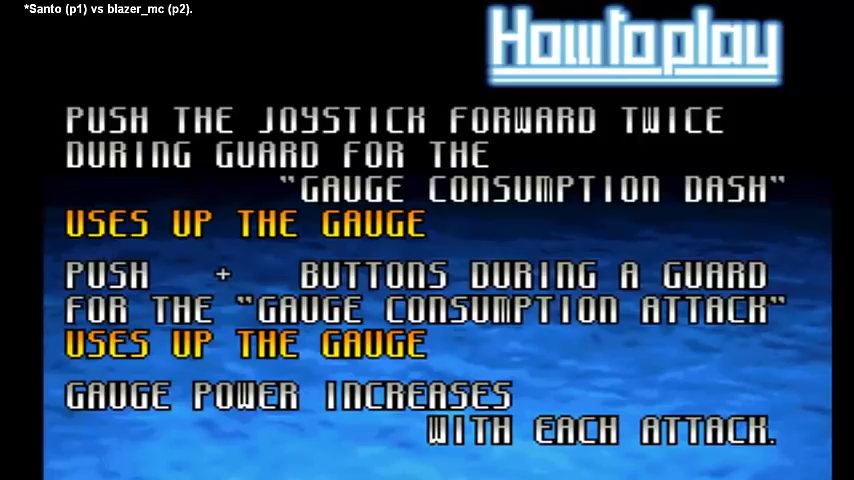 *Santo (p1) vs blazer_mc (p2).
Howtoplay
PUSH THE JOYSTICK FORWARD TWICE
DURING GUARD FOR THE
"GAUGE CONSUMPTION DASH"
USES UP THE GAUGE
PUSH + BUTTONS DURING A GUARD
FOR THE "GAUGE CONSUMPTION ATTACK"
USES UP THE GAUGE
GAUGE POWER INCREASES
WITH EACH ATTACK.